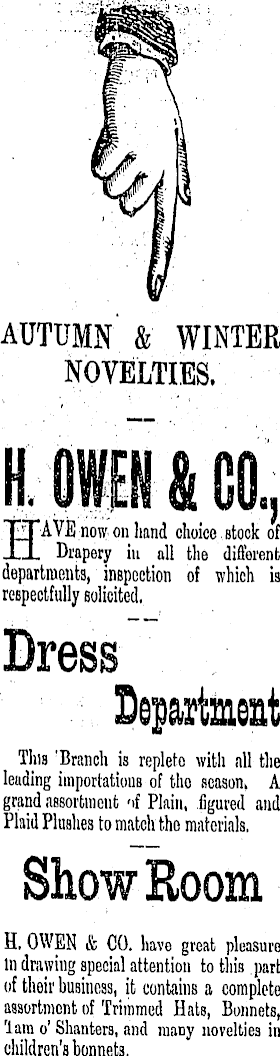 AUTUMN & WINTER
NOVELTIES.
H. OWEN & CO.,
HAVE now on hand choice stock of
Drapery in all the different
departments, inspection of which is
respectfully solicited.
Dress
Department
This Branch is replete with all the
leading importations of the season. A
grand assortment of Plain, figured and
Plaid Plushes to match the materials.
Show Room
H. OWEN & CO. have great pleasure
in drawing special attention to this part
of their business, it contains a complete
assortment of Trimmed Hats, Bonnets,
Tam o' Shanters, and many novelties in
children's bonnets.